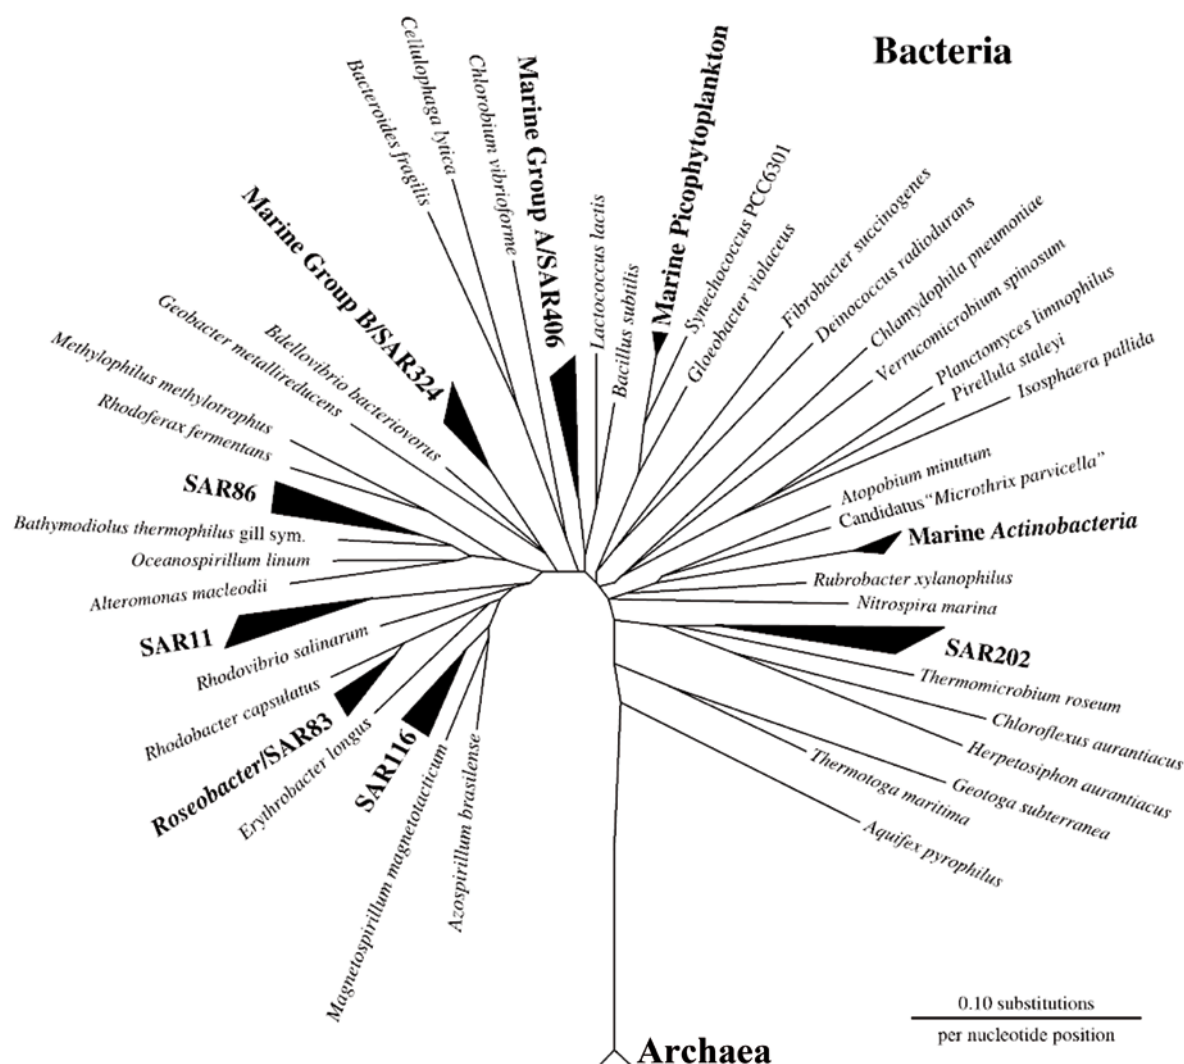 Bacteria
Cellulophaga lytica
Bacteroides fragilis
Chlorobium vibrioforme
Marine Group A/SAR406
Marine Picophytoplankton
Lactococcus lactis
Bacillus subtilis
Synechococcus PCC6301
Gloeobacter violaceus
Fibrobacter succinogenes
Deinococcus radiodurans
Chlamydophila pneumoniae
Verrucomicrobium spinosum
Planctomyces limnophilus
Pirellula staleyi
Isosphaera pallida
Atopobium minutum
Candidatus “Microthrix parvicella”
Marine Actinobacteria
Rubrobacter xylanophilus
Nitrospira marina
SAR202
Thermomicrobium roseum
Chloroflexus aurantiacus
Herpetosiphon aurantiacus
Geotoga subterranea
Thermotoga maritima
Aquifex pyrophilus
Marine Group B/SAR324
Geobacter metallireducens
Bdellovibrio bacteriovorus
Methylophilus methylotrophus
Rhodoferax fermentans
SAR86
Bathymodiolus thermophilus gill sym.
Oceanospirillum linum
Alteromonas macleodii
SAR11
Rhodovibrio salinarum
Rhodobacter capsulatus
Roseobacter/SAR83
Erythrobacter longus
SAR116
Magnetospirillum magnetotacticum
Azospirillum brasilense
0.10 substitutions
per nucleotide position
Archaea